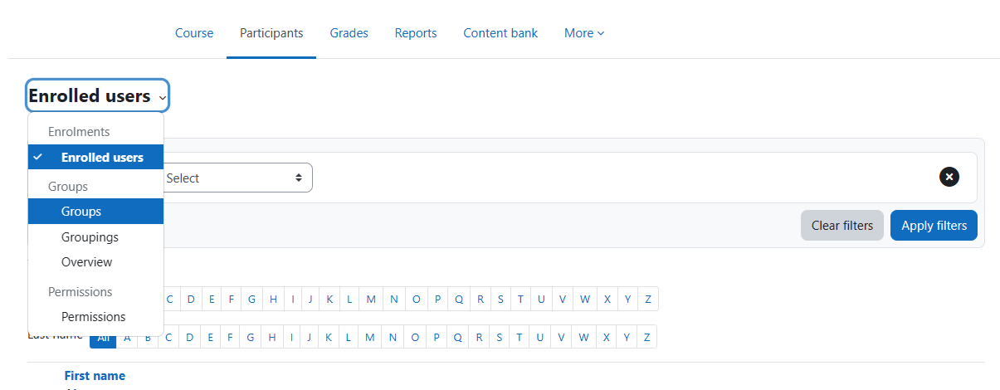 Course Participants Grades Reports Content bank More
Enrolled users
Enrolments
Enrolled users
Select
Groups
Groups
Clear filters Apply filters
Groupings
Overview
Permissions
C D E F G H I J K L M N O P Q R S T U V W X Y Z
Permissions
Last name All A B C D E F G H I J K L M N O P Q R S T U V W X Y Z
First name